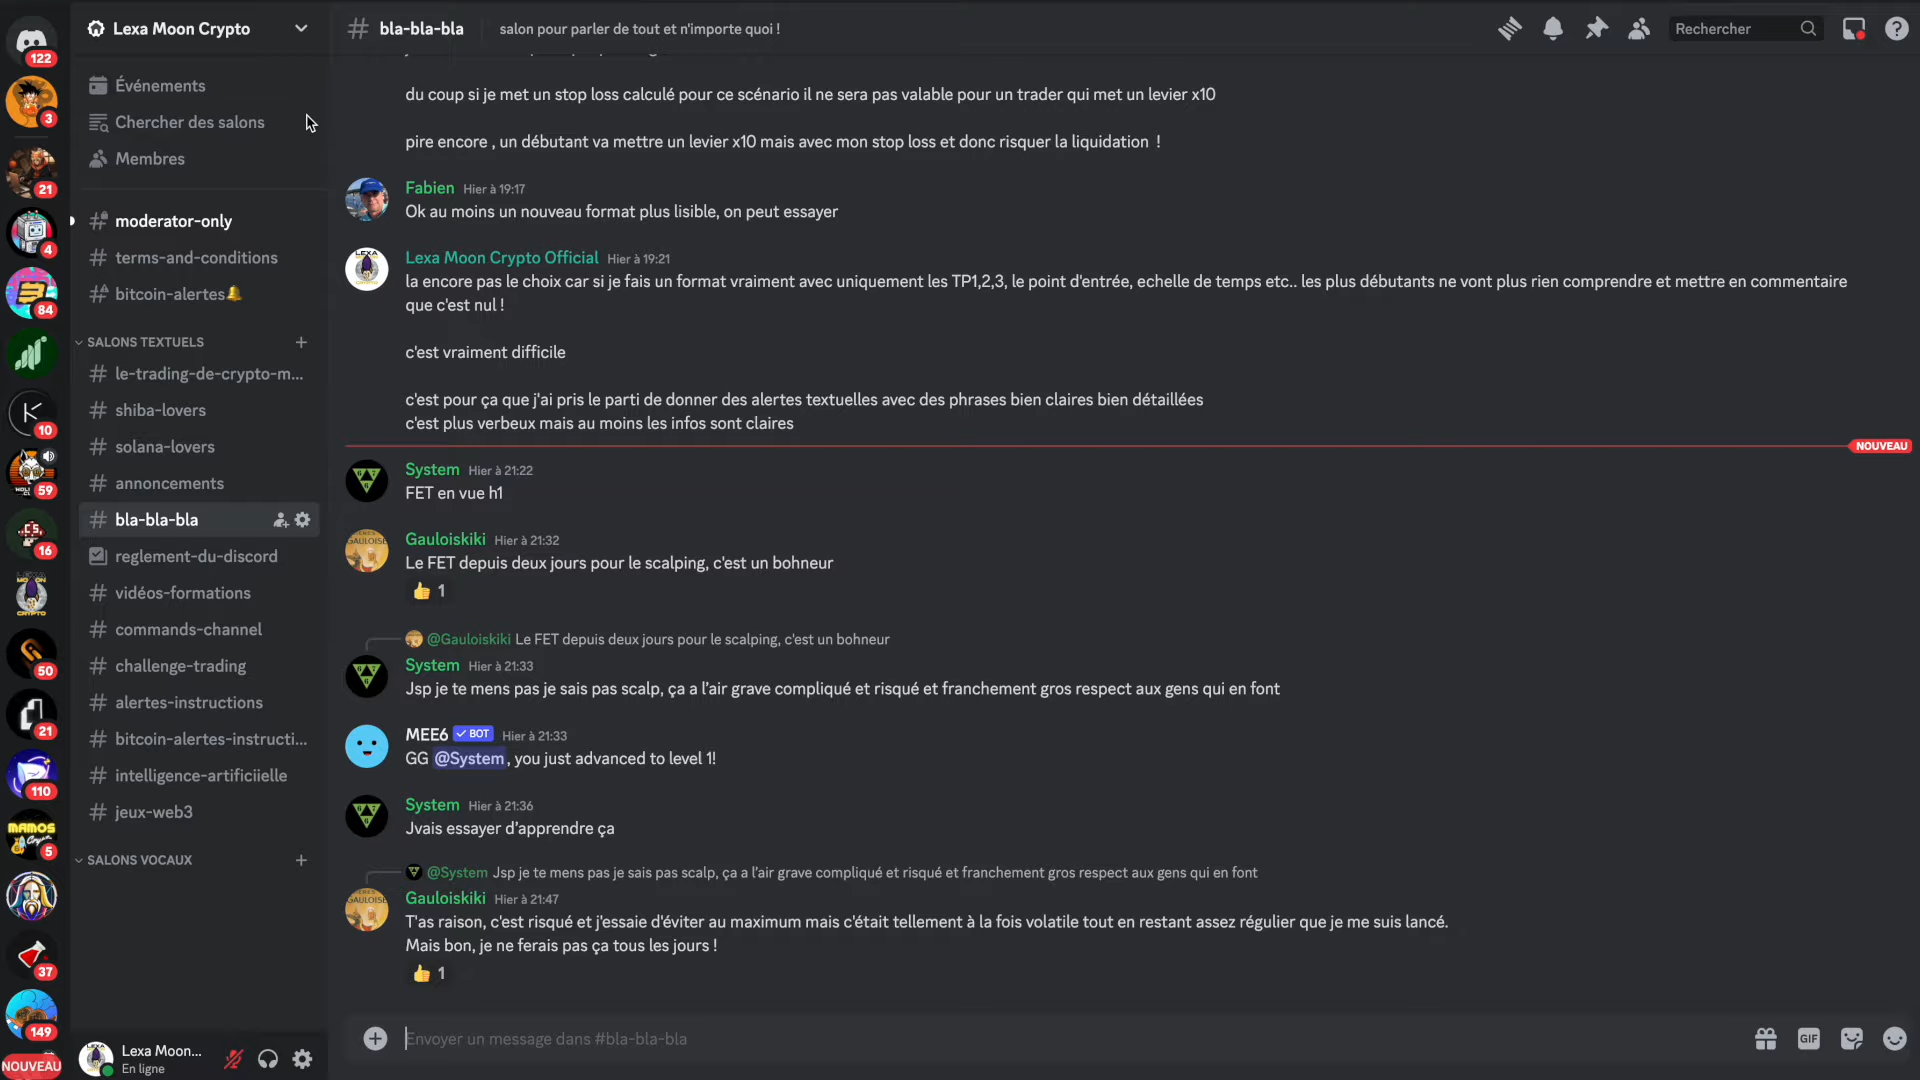 Lexa Moon Crypto
Événements
Chercher des salons
Membres
moderator-only
terms-and-conditions
bitcoin-alertes🔔
SALONS TEXTUELS
le-trading-de-crypto-m...
shiba-lovers
solana-lovers
annoncements
bla-bla-bla
reglement-du-discord
vidéos-formations
commands-channel
challenge-trading
alertes-instructions
bitcoin-alertes-instructi...
intelligence-artificiielle
jeux-web3
SALONS VOCAUX
Lexa Moon...
En ligne
122
3
21
4
84
10
59
16
50
21
110
MAMOS
5
37
149
NOUVEAU
bla-bla-bla
salon pour parler de tout et n'importe quoi !
Rechercher
du coup si je met un stop loss calculé pour ce scénario il ne sera pas valable pour un trader qui met un levier x10
pire encore , un débutant va mettre un levier x10 mais avec mon stop loss et donc risquer la liquidation !
Fabien Hier à 19:17
Ok au moins un nouveau format plus lisible, on peut essayer
Lexa Moon Crypto Official Hier à 19:21
la encore pas le choix car si je fais un format vraiment avec uniquement les TP1,2,3, le point d'entrée, echelle de temps etc.. les plus débutants ne vont plus rien comprendre et mettre en commentaire
que c'est nul !
c'est vraiment difficile
c'est pour ça que j'ai pris le parti de donner des alertes textuelles avec des phrases bien claires bien détaillées
c'est plus verbeux mais au moins les infos sont claires
NOUVEAU
System Hier à 21:22
FET en vue h1
Gauloiskiki Hier à 21:32
Le FET depuis deux jours pour le scalping, c'est un bohneur
👍 1
@Gauloiskiki Le FET depuis deux jours pour le scalping, c'est un bohneur
System Hier à 21:33
Jsp je te mens pas je sais pas scalp, ça a l'air grave compliqué et risqué et franchement gros respect aux gens qui en font
MEE6 BOT Hier à 21:33
GG @System, you just advanced to level 1!
System Hier à 21:36
Jvais essayer d'apprendre ça
@System Jsp je te mens pas je sais pas scalp, ça a l'air grave compliqué et risqué et franchement gros respect aux gens qui en font
Gauloiskiki Hier à 21:47
T'as raison, c'est risqué et j'essaie d'éviter au maximum mais c'était tellement à la fois volatile tout en restant assez régulier que je me suis lancé.
Mais bon, je ne ferais pas ça tous les jours !
👍 1
Envoyer un message dans #bla-bla-bla
GIF